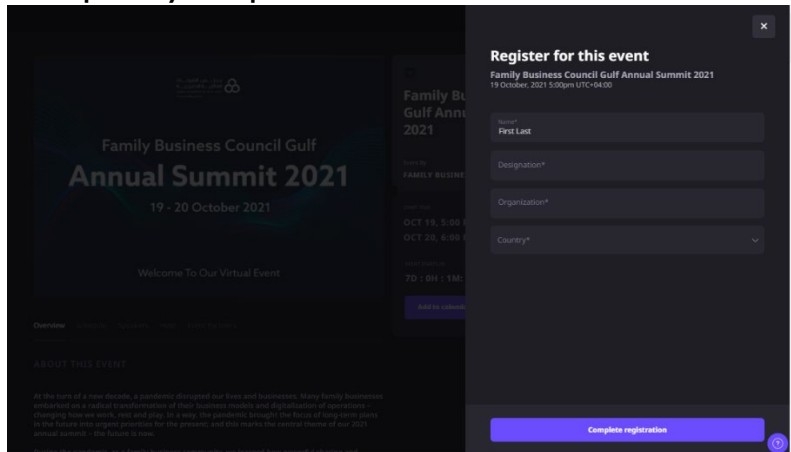 Register for this event
Family Business Council Gulf Annual Summit 2021
19 October, 2021 5:00pm UTC+04:00
Name*
First Last
Designation*
Organization*
Country*
Complete registration
Family Business Council Gulf
Annual Summit 2021
19 - 20 October 2021
Welcome To Our Virtual Event
Family Bu
Gulf Annu
2021
FAMILY BUSINE
OCT 19, 5:00
OCT 20, 6:00
7D : 0H : 1M:
Add to calenda
Overview
ABOUT THIS EVENT
At the turn of a new decade, a pandemic disrupted our lives and businesses. Many family businesses
embarked on a radical transformation of their business models and digitalization of operations –
changing how we work, rest and play. In a way, the pandemic brought the focus of long-term plans
in the future into urgent priorities for the present; and this marks the central theme of our 2021
annual summit – the future is now.